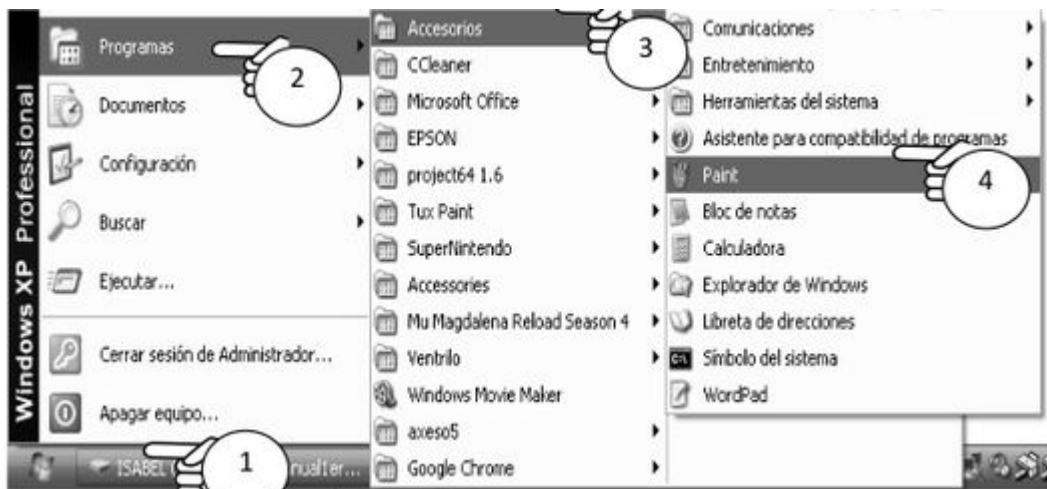 Windows XP Professional
Programas
Documentos
Configuración
Buscar
Ejecutar...
Cerrar sesión de Administrador...
Apagar equipo...
Accesorios
CCleaner
Microsoft Office
EPSON
project64 1.6
Tux Paint
SuperNintendo
Accessories
Mu Magdalena Reload Season 4
Ventrilo
Windows Movie Maker
axeso5
Google Chrome
Comunicaciones
Entretenimiento
Herramientas del sistema
Asistente para compatibilidad de programas
Paint
Bloc de notas
Calculadora
Explorador de Windows
Libreta de direcciones
Símbolo del sistema
WordPad
ISABEL
1
2
3
4